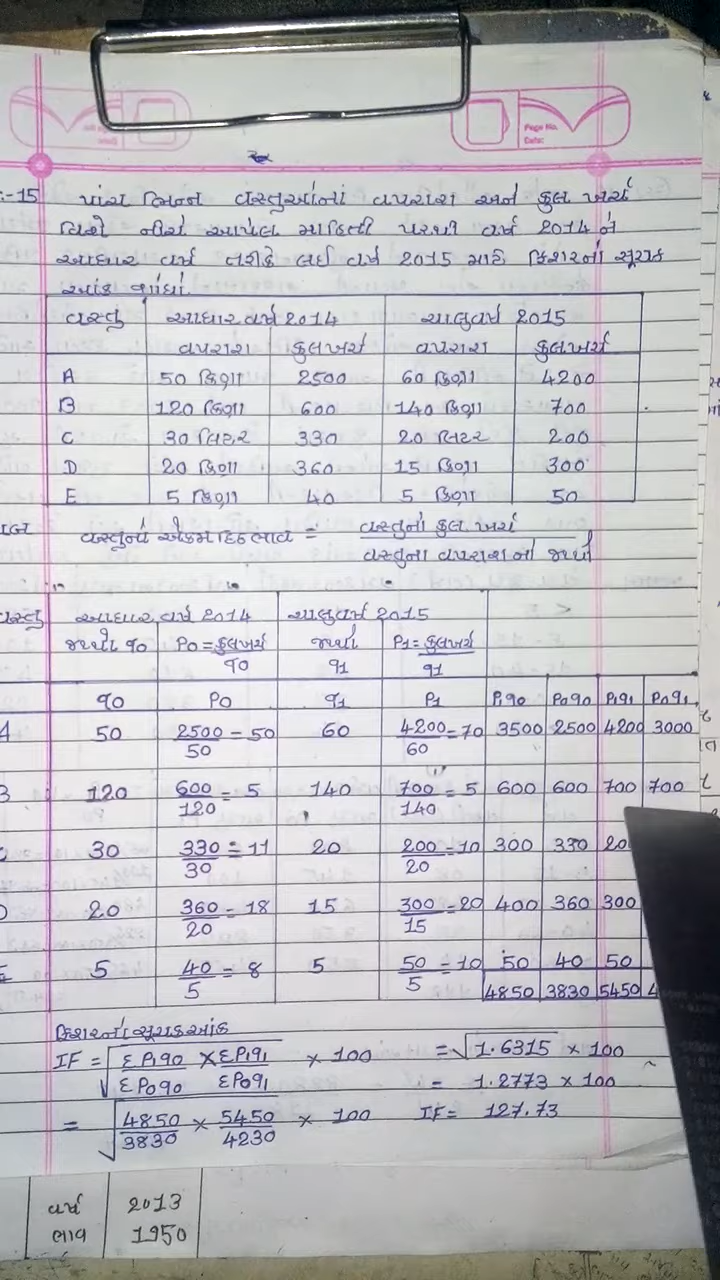 Page No.
Date:
:-15 પાંચ ભિન્ન વસ્તુઓનાં વપરાશ અને કુલ ખર્ચ
વિશે નીચે આપેલ માહિતી પરથી વર્ષ 2014 ને
આધાર વર્ષ તરીકે લઈ વર્ષ 2015 માટે ફિશરનો સૂચક
આંક શોધો.
વસ્તુ આધાર વર્ષ 2014 ચાલુવર્ષ 2015
વપરાશ કુલખર્ચ વપરાશ કુલખર્ચ
A 50 કિગ્રા 2500 60 કિગ્રા 4200
B 120 કિગ્રા 600 140 કિગ્રા 700
C 30 લિટર 330 20 લિટર 200
D 20 કિગ્રા 360 15 કિગ્રા 300
E 5 કિગ્રા 40 5 કિગ્રા 50
વસ્તુનાં એકમ દિઠ ભાવ = વસ્તુનો કુલ ખર્ચ / વસ્તુના વપરાશ નો જથ્થો
વસ્તુ આધાર વર્ષ 2014 ચાલુવર્ષ 2015
જથ્થો q0 P0 = કુલખર્ચ / q0 જથ્થો q1 P1 = કુલખર્ચ / q1
q0 P0 q1 P1 P1q0 P0q0 P1q1 P0q1
A 50 2500/50 = 50 60 4200/60 = 70 3500 2500 4200 3000
B 120 600/120 = 5 140 700/140 = 5 600 600 700 700
30 330/30 = 11 20 200/20 = 10 300 330 20
D 20 360/20 = 18 15 300/15 = 20 400 360 300
E 5 40/5 = 8 5 50/5 = 10 50 40 50
4850 3830 5450 4
ફિશરનો સૂચકઆંક
IF = √(ΣP1q0/ΣP0q0 × ΣP1q1/ΣP0q1) × 100 = √1.6315 × 100
= 1.2773 × 100
= √(4850/3830 × 5450/4230) × 100 IF = 127.73
વર્ષ 2013
ભાવ 1950